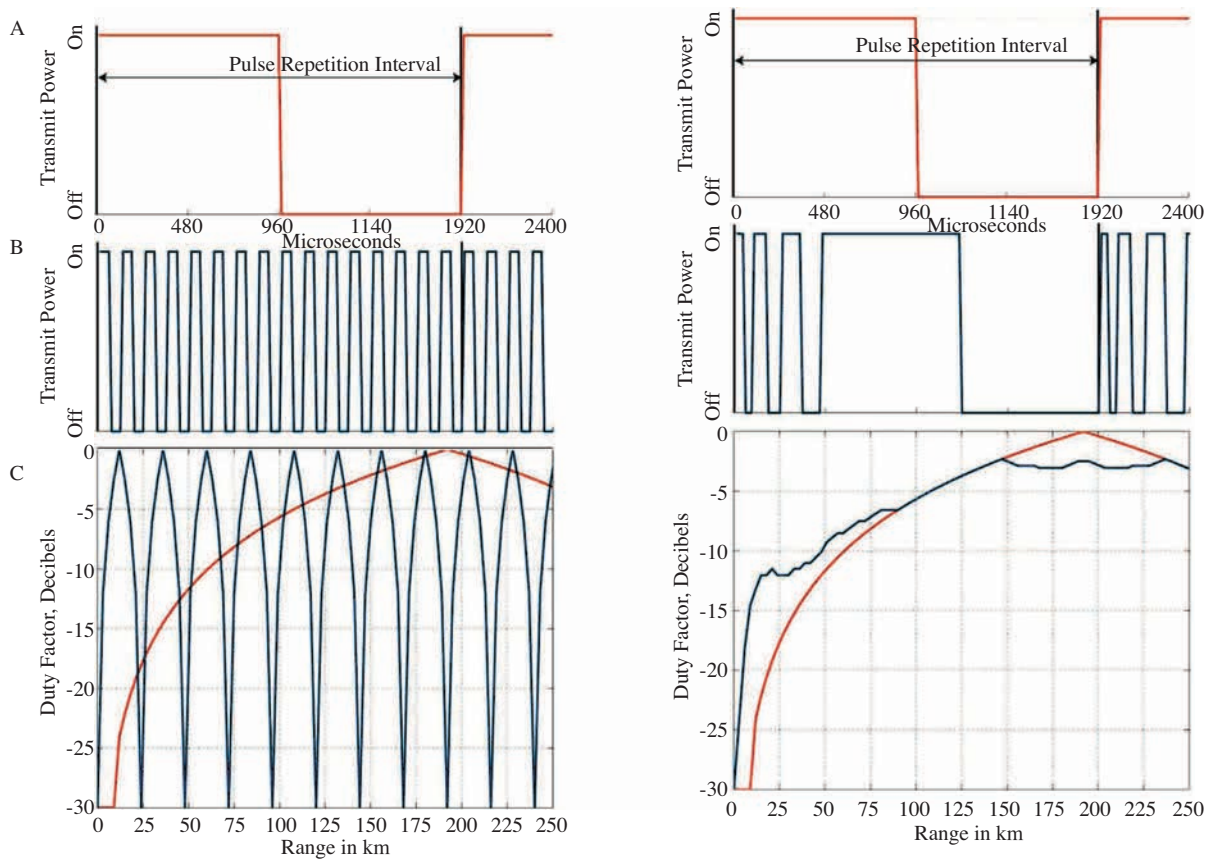 A
On
Transmit Power
Off
Pulse Repetition Interval
0 480 960 1140 1920 2400
Microseconds
On
Transmit Power
Off
Pulse Repetition Interval
0 480 960 1140 1920 2400
Microseconds
B
On
Transmit Power
Off
On
Transmit Power
Off
C
Duty Factor, Decibels
0
-5
-10
-15
-20
-25
-30
0 25 50 75 100 125 150 175 200 225 250
Range in km
Duty Factor, Decibels
0
-5
-10
-15
-20
-25
-30
0 25 50 75 100 125 150 175 200 225 250
Range in km